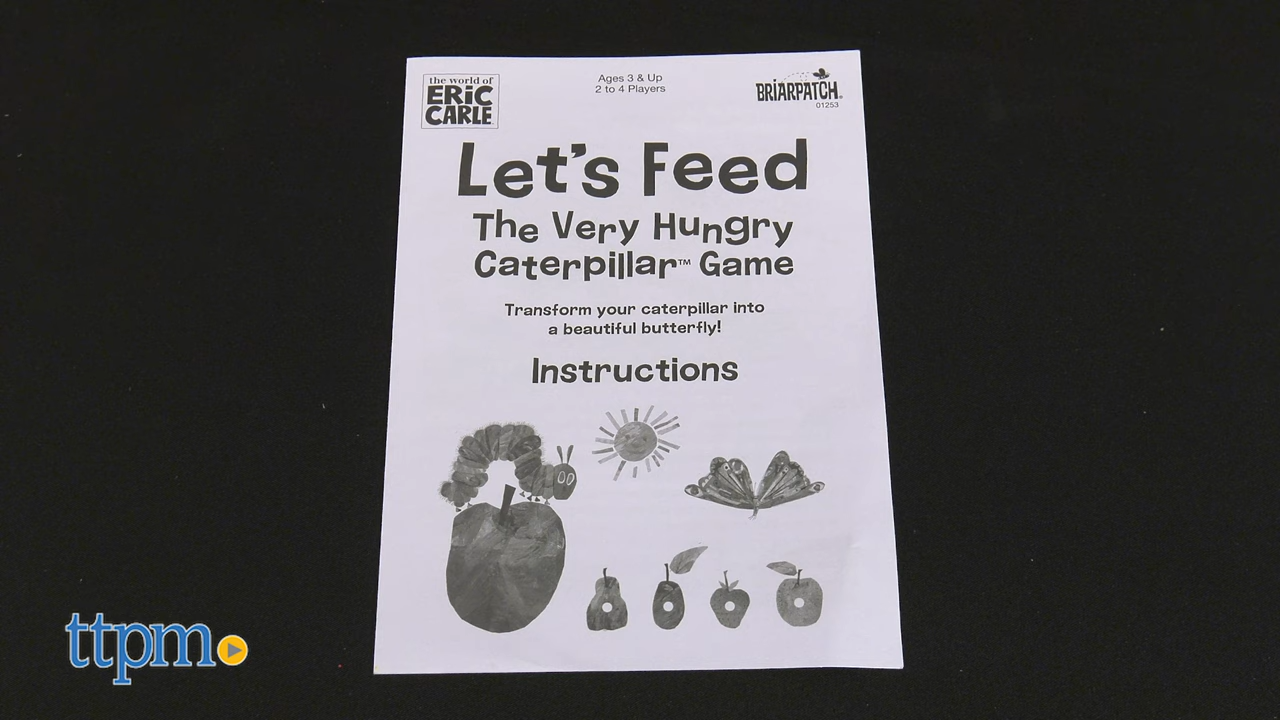 the world of
ERIC
CARLE
Ages 3 & Up
2 to 4 Players
BRIARPATCH®
01253
Let's Feed
The Very Hungry
Caterpillar™ Game
Transform your caterpillar into
a beautiful butterfly!
Instructions
ttpm